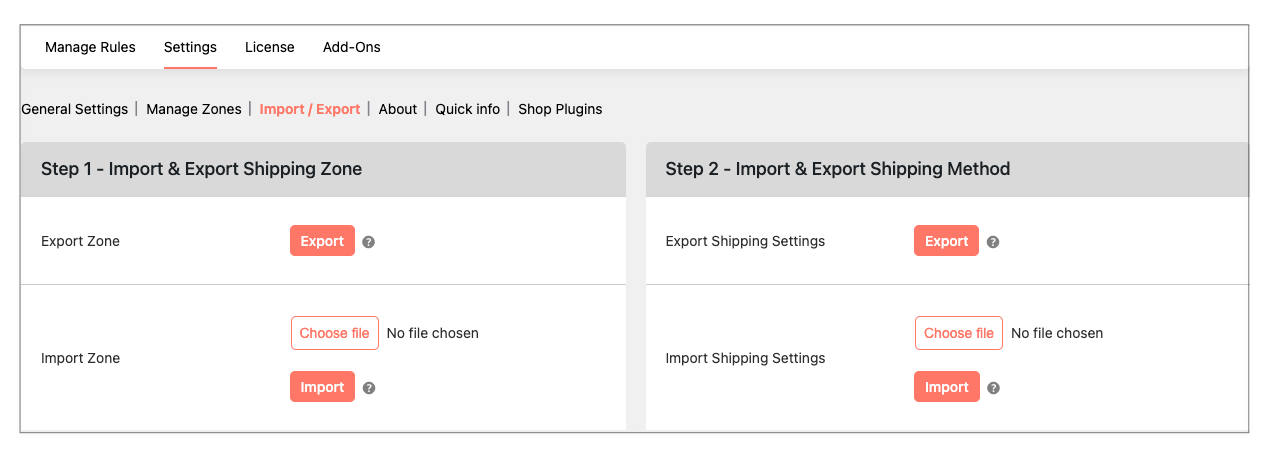 Manage Rules Settings License Add-Ons
General Settings | Manage Zones | Import / Export | About | Quick info | Shop Plugins
Step 1 - Import & Export Shipping Zone
Export Zone Export ?
Import Zone
Choose file No file chosen
Import ?
Step 2 - Import & Export Shipping Method
Export Shipping Settings Export ?
Import Shipping Settings
Choose file No file chosen
Import ?